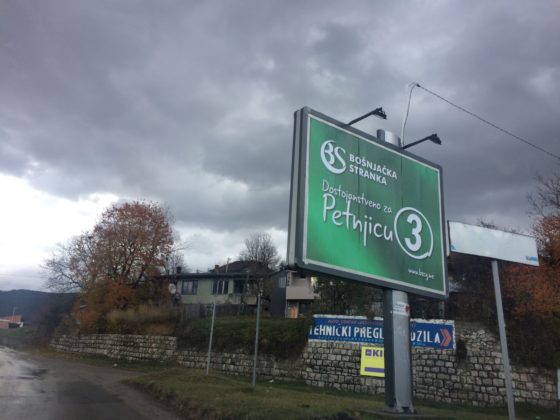 BS BOŠNJAČKA
STRANKA
Dostojanstveno za
Petnjicu 3
TEHNIČKI PREGLED VOZILA